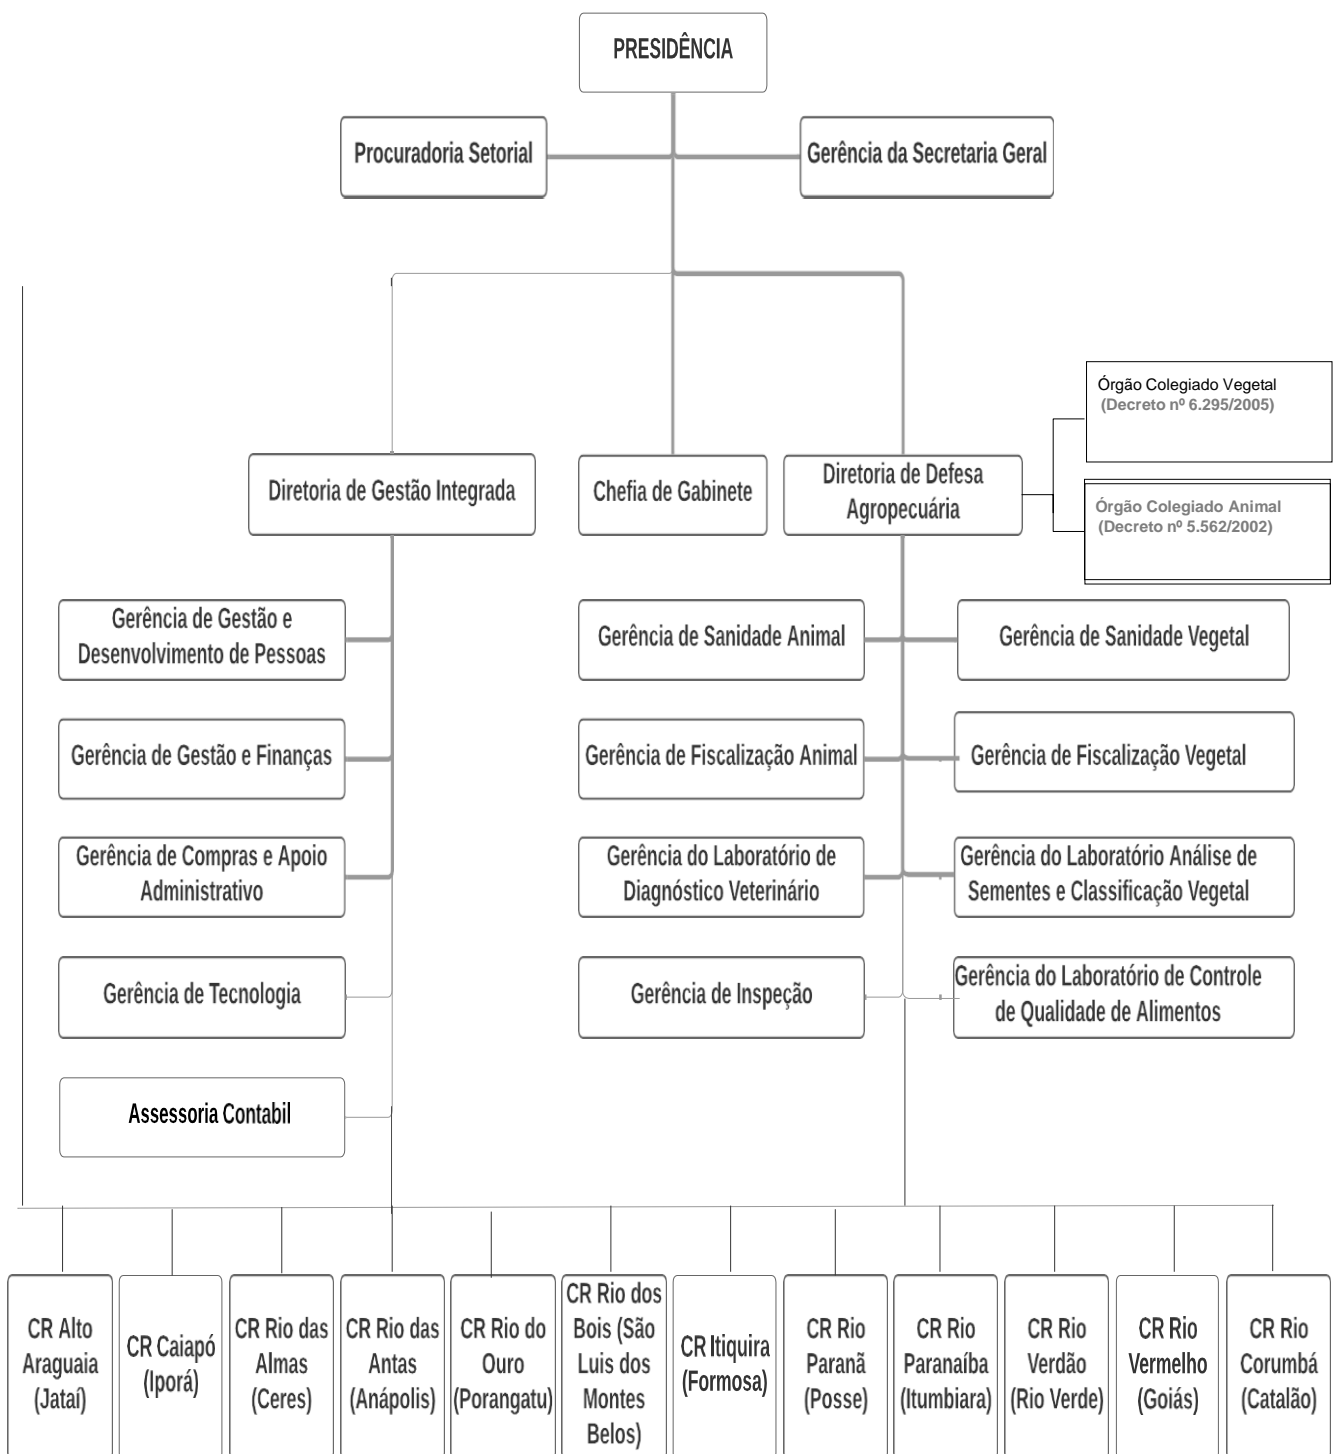 PRESIDÊNCIA
Procuradoria Setorial
Gerência da Secretaria Geral
Órgão Colegiado Vegetal
(Decreto nº 6.295/2005)
Diretoria de Gestão Integrada
Chefia de Gabinete
Diretoria de Defesa
Agropecuária
Órgão Colegiado Animal
(Decreto nº 5.562/2002)
Gerência de Gestão e
Desenvolvimento de Pessoas
Gerência de Sanidade Animal
Gerência de Sanidade Vegetal
Gerência de Gestão e Finanças
Gerência de Fiscalização Animal
Gerência de Fiscalização Vegetal
Gerência de Compras e Apoio
Administrativo
Gerência do Laboratório de
Diagnóstico Veterinário
Gerência do Laboratório Análise de
Sementes e Classificação Vegetal
Gerência de Tecnologia
Gerência de Inspeção
Gerência do Laboratório de Controle
de Qualidade de Alimentos
Assessoria Contabil
CR Alto
Araguaia
(Jataí)
CR Caiapó
(Iporá)
CR Rio das
Almas
(Ceres)
CR Rio das
Antas
(Anápolis)
CR Rio do
Ouro
(Porangatu)
CR Rio dos
Bois (São
Luis dos
Montes
Belos)
CR Itiquira
(Formosa)
CR Rio
Paranã
(Posse)
CR Rio
Paranaíba
(Itumbiara)
CR Rio
Verdão
(Rio Verde)
CR Rio
Vermelho
(Goiás)
CR Rio
Corumbá
(Catalão)